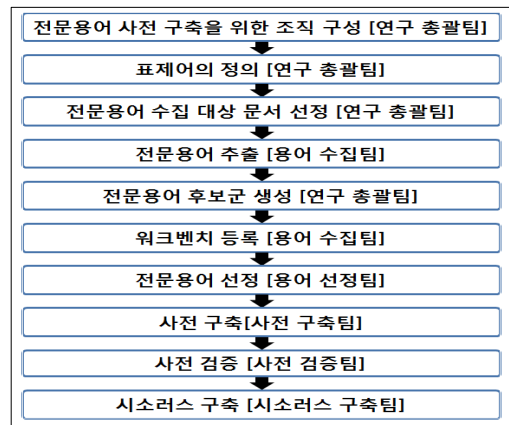 전문용어 사전 구축을 위한 조직 구성 [연구 총괄팀]
표제어의 정의 [연구 총괄팀]
전문용어 수집 대상 문서 선정 [연구 총괄팀]
전문용어 추출 [용어 수집팀]
전문용어 후보군 생성 [연구 총괄팀]
워크벤치 등록 [용어 수집팀]
전문용어 선정 [용어 선정팀]
사전 구축[사전 구축팀]
사전 검증 [사전 검증팀]
시소러스 구축 [시소러스 구축팀]